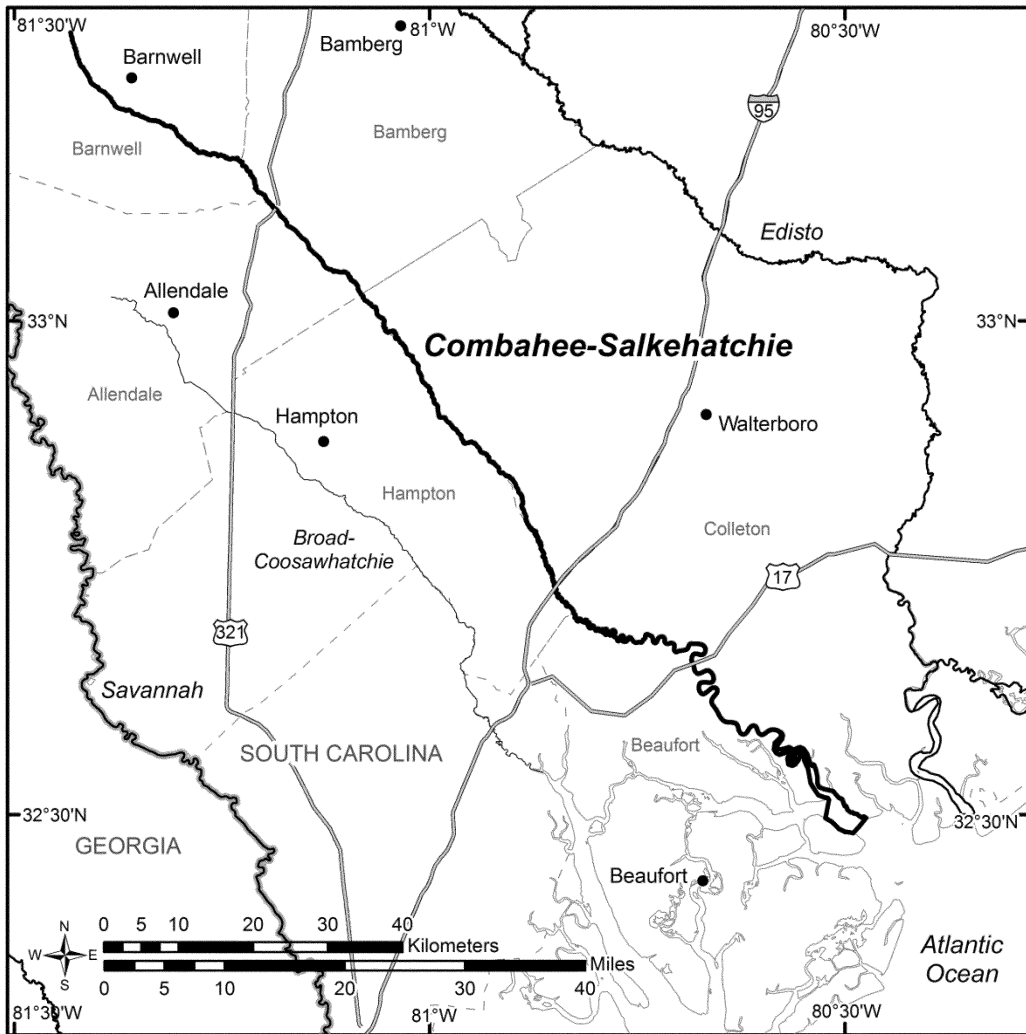 81°30'W
81°W
80°30'W
Barnwell
Bamberg
95
Barnwell
Bamberg
Edisto
Allendale
33°N
33°N
Combahee-Salkehatchie
Allendale
Hampton
Walterboro
Hampton
Colleton
Broad-
Coosawhatchie
17
321
Savannah
SOUTH CAROLINA
Beaufort
32°30'N
32°30'N
GEORGIA
Beaufort
0 5 10 20 30 40
Kilometers
N
W E
S
Miles
0 5 10 20 30 40
Atlantic
Ocean
81°30'W
81°W
80°30'W